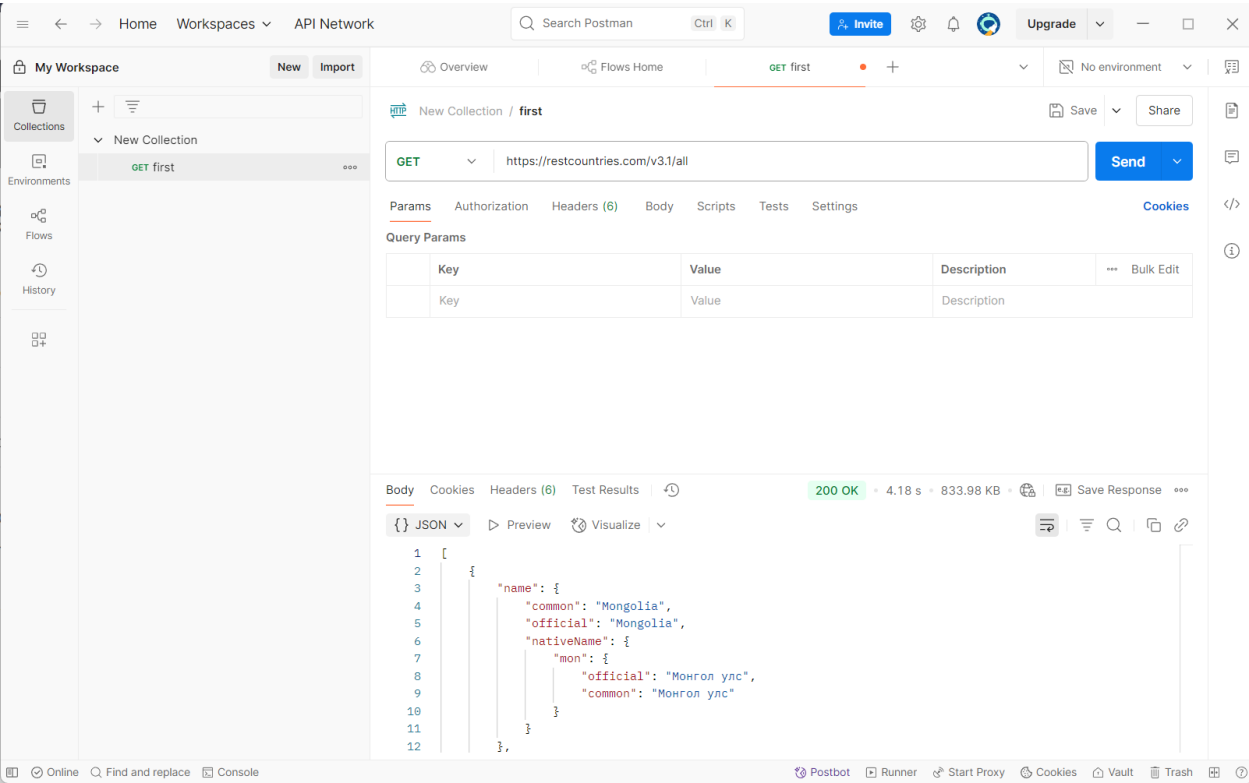 Home Workspaces API Network Search Postman Ctrl K Invite Upgrade
My Workspace New Import Overview Flows Home GET first No environment
Collections
Environments
Flows
History
New Collection
GET first
HTTP New Collection / first Save Share
GET https://restcountries.com/v3.1/all Send
Params Authorization Headers (6) Body Scripts Tests Settings Cookies
Query Params
Key Value Description Bulk Edit
Key Value Description
Body Cookies Headers (6) Test Results 200 OK 4.18 s 833.98 KB e.g. Save Response
{} JSON Preview Visualize
1 [
2 {
3 "name": {
4 "common": "Mongolia",
5 "official": "Mongolia",
6 "nativeName": {
7 "mon": {
8 "official": "Монгол улс",
9 "common": "Монгол улс"
10 }
11 }
12 },
Online Find and replace Console Postbot Runner Start Proxy Cookies Vault Trash